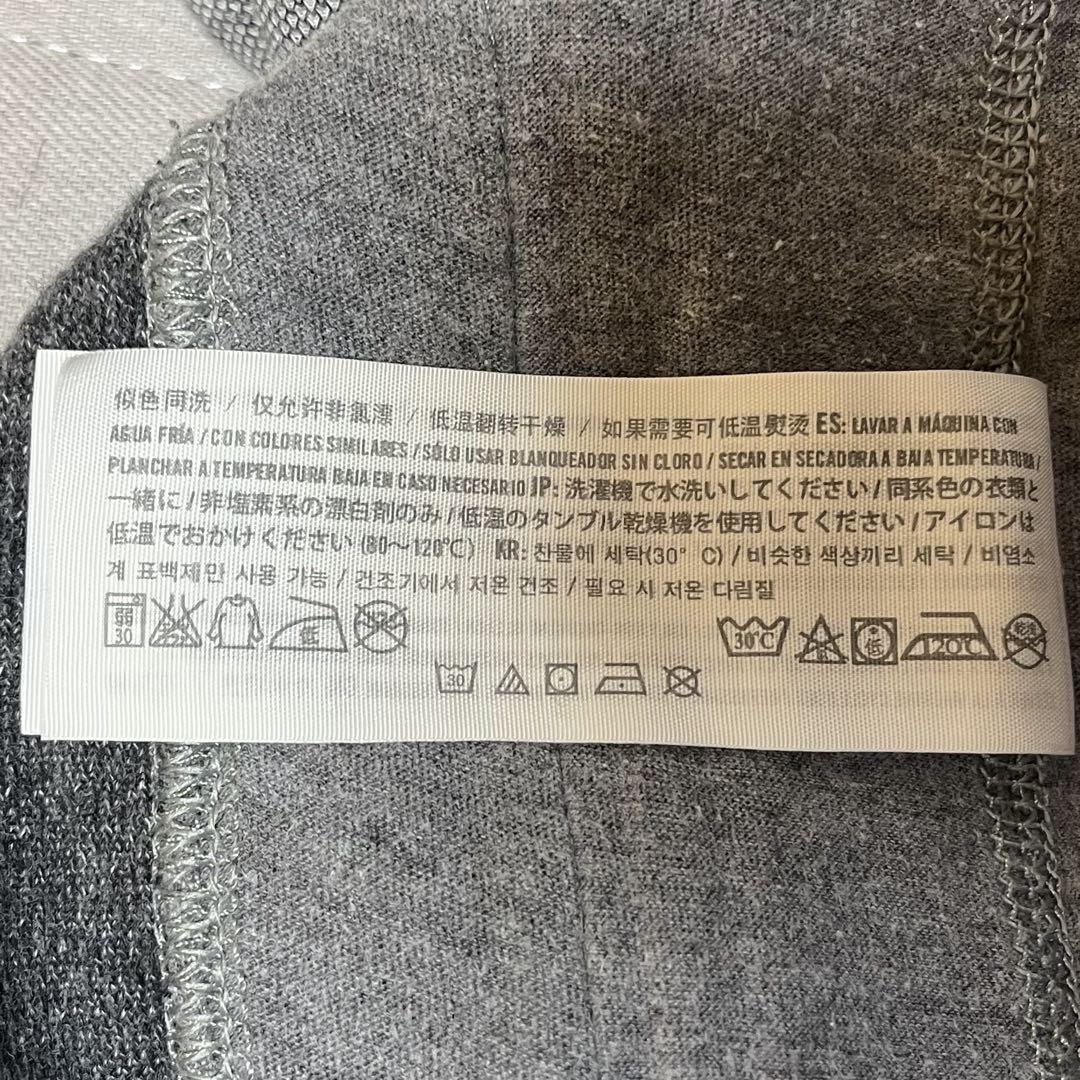 似色同洗 / 仅允许非氯漂 / 低温翻转干燥 / 如果需要可低温熨烫 ES: LAVAR A MÁQUINA CON
AGUA FRÍA / CON COLORES SIMILARES / SÓLO USAR BLANQUEADOR SIN CLORO / SECAR EN SECADORA A BAJA TEMPERATURA /
PLANCHAR A TEMPERATURA BAJA EN CASO NECESARIO JP: 洗濯機で水洗いしてください / 同系色の衣類と
一緒に / 非塩素系の漂白剤のみ / 低温のタンブル乾燥機を使用してください / アイロンは
低温でおかけください (80～120℃) KR: 찬물에 세탁(30° C) / 비슷한 색상끼리 세탁 / 비염소
계 표백제만 사용 가능 / 건조기에서 저온 건조 / 필요 시 저온 다림질
弱 30 低 30℃ 低 120℃
30